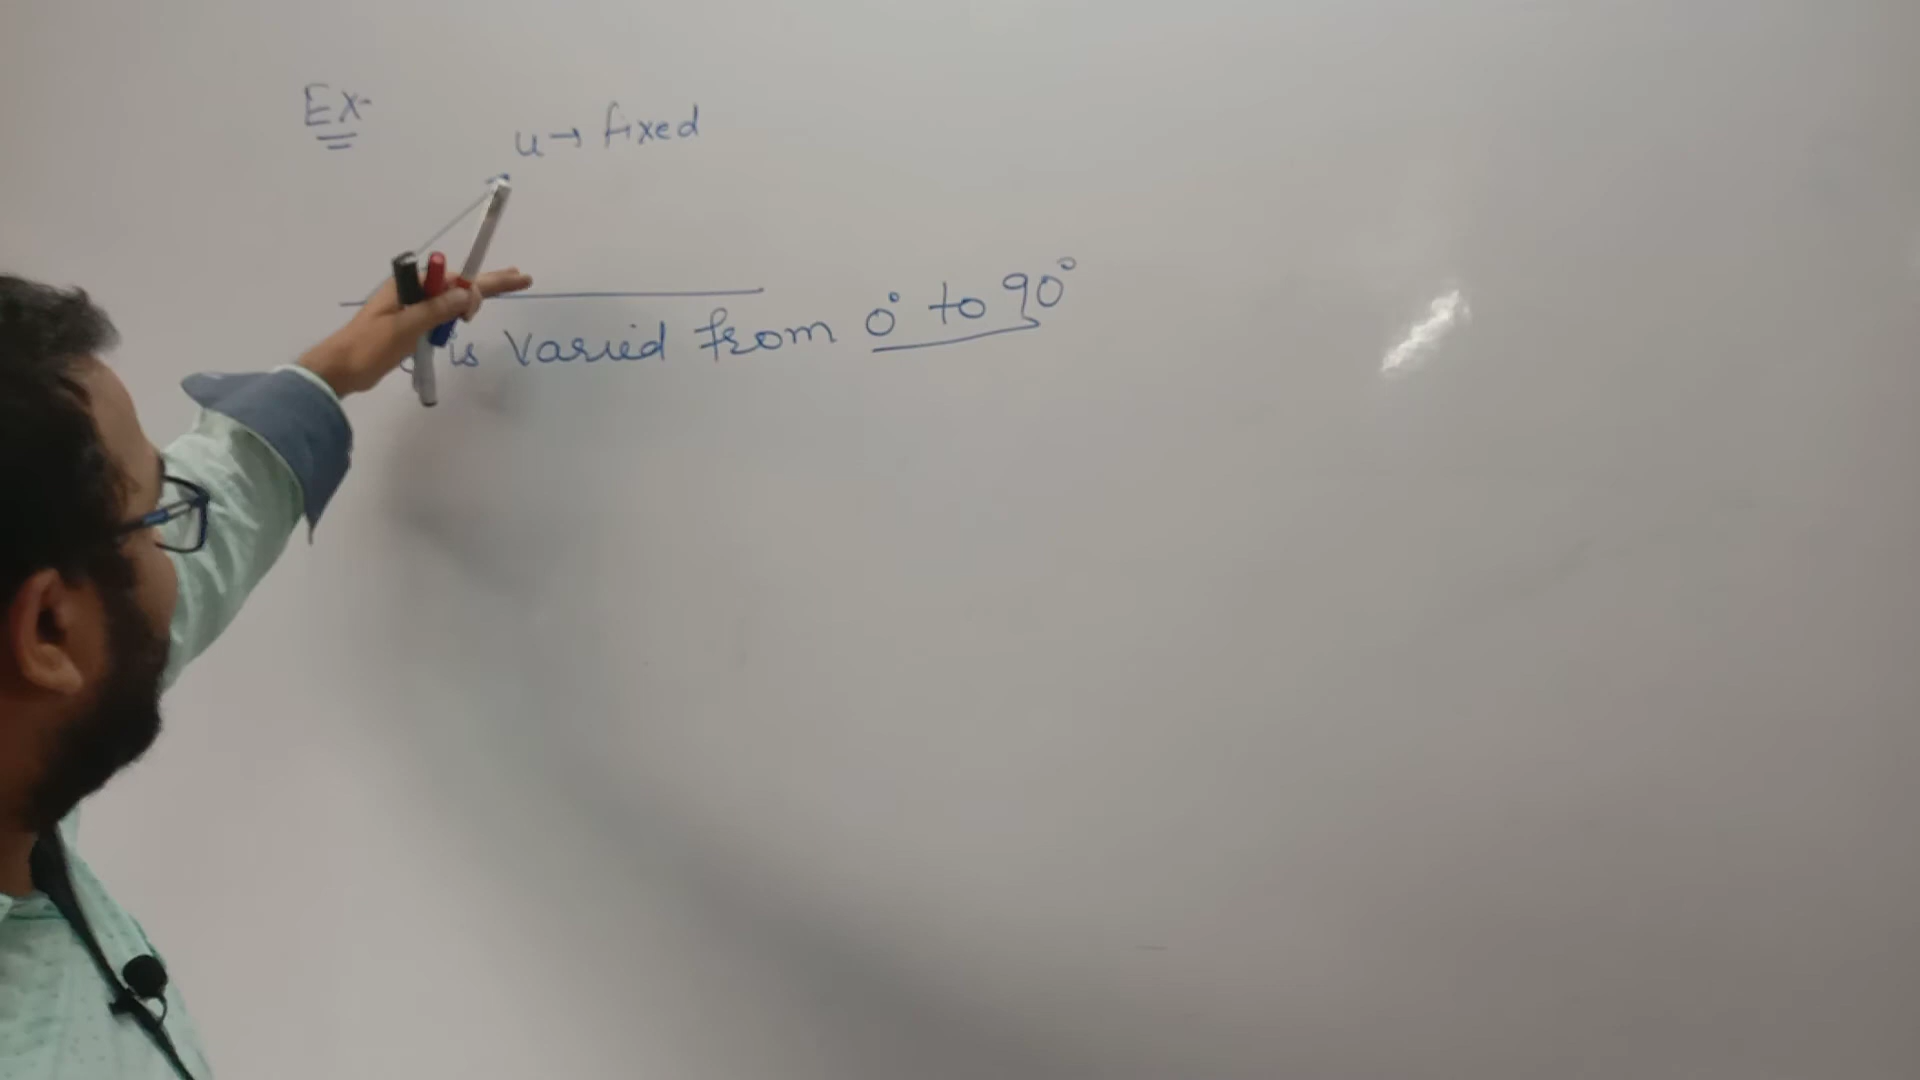 Ex-
u → fixed
is varied from 0° to 90°